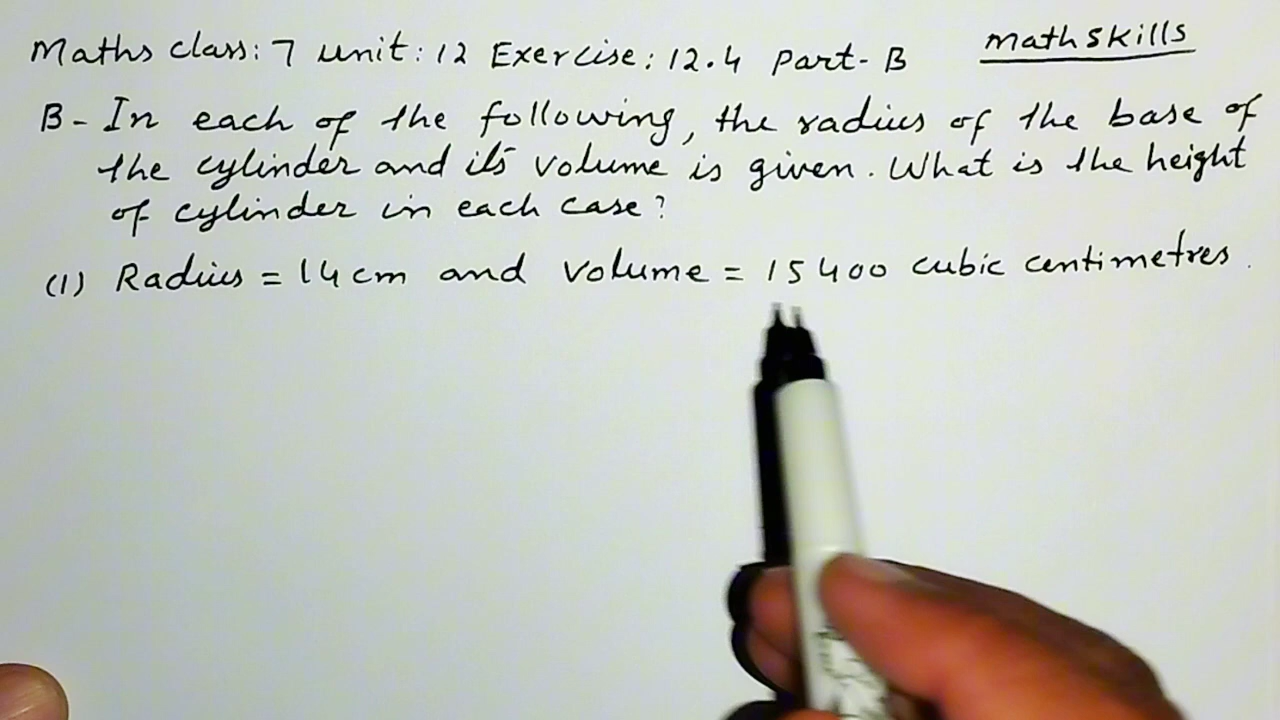 Maths class: 7 unit: 12 Exercise: 12.4 Part-B
Math Skills
B- In each of the following, the radius of the base of
the cylinder and its volume is given. What is the height
of cylinder in each case?
(1) Radius = 14 cm and volume = 15400 cubic centimetres.